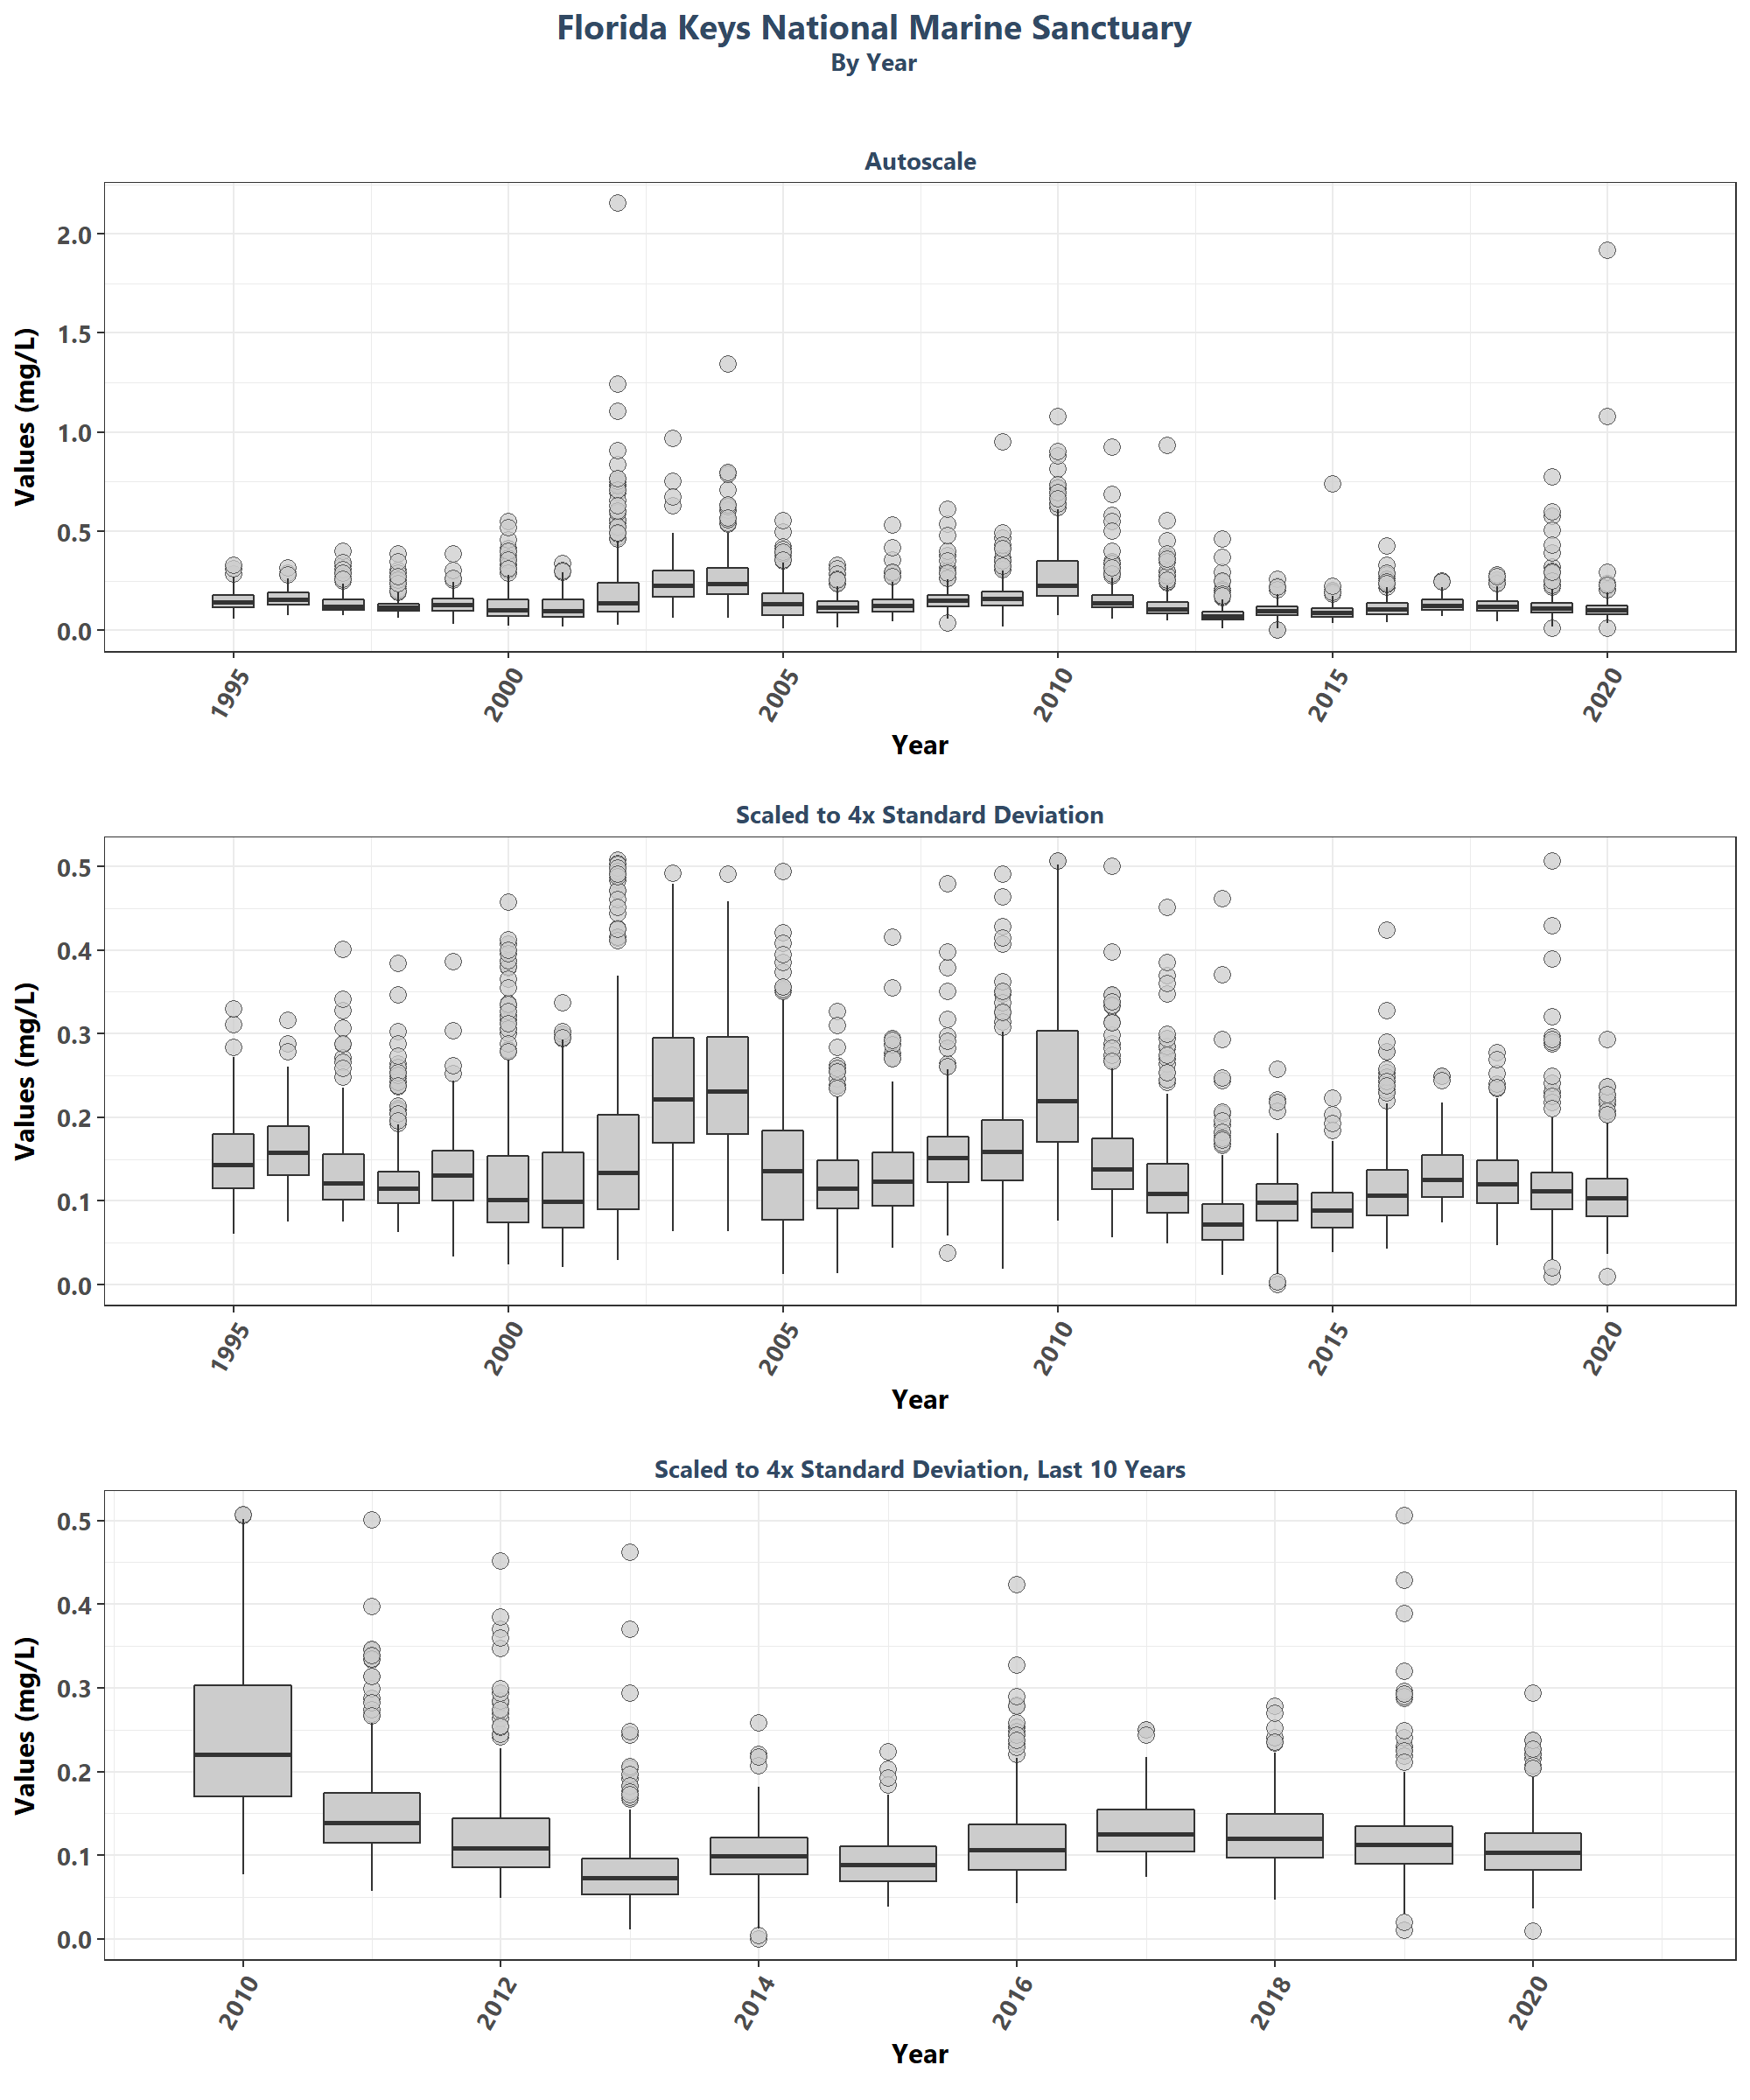 Florida Keys National Marine Sanctuary
By Year
Autoscale
Values (mg/L)
2.0
1.5
1.0
0.5
0.0
1995 2000 2005 2010 2015 2020
Year
Scaled to 4x Standard Deviation
Values (mg/L)
0.5
0.4
0.3
0.2
0.1
0.0
1995 2000 2005 2010 2015 2020
Year
Scaled to 4x Standard Deviation, Last 10 Years
Values (mg/L)
0.5
0.4
0.3
0.2
0.1
0.0
2010 2012 2014 2016 2018 2020
Year